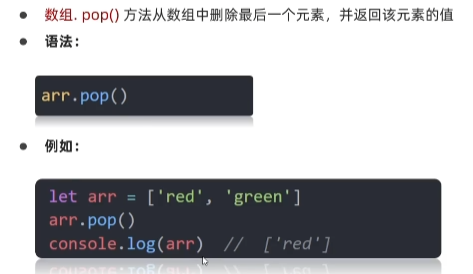 数组. pop() 方法从数组中删除最后一个元素，并返回该元素的值
语法：
arr.pop()
例如：
let arr = ['red', 'green']
arr.pop()
console.log(arr)  //  ['red']